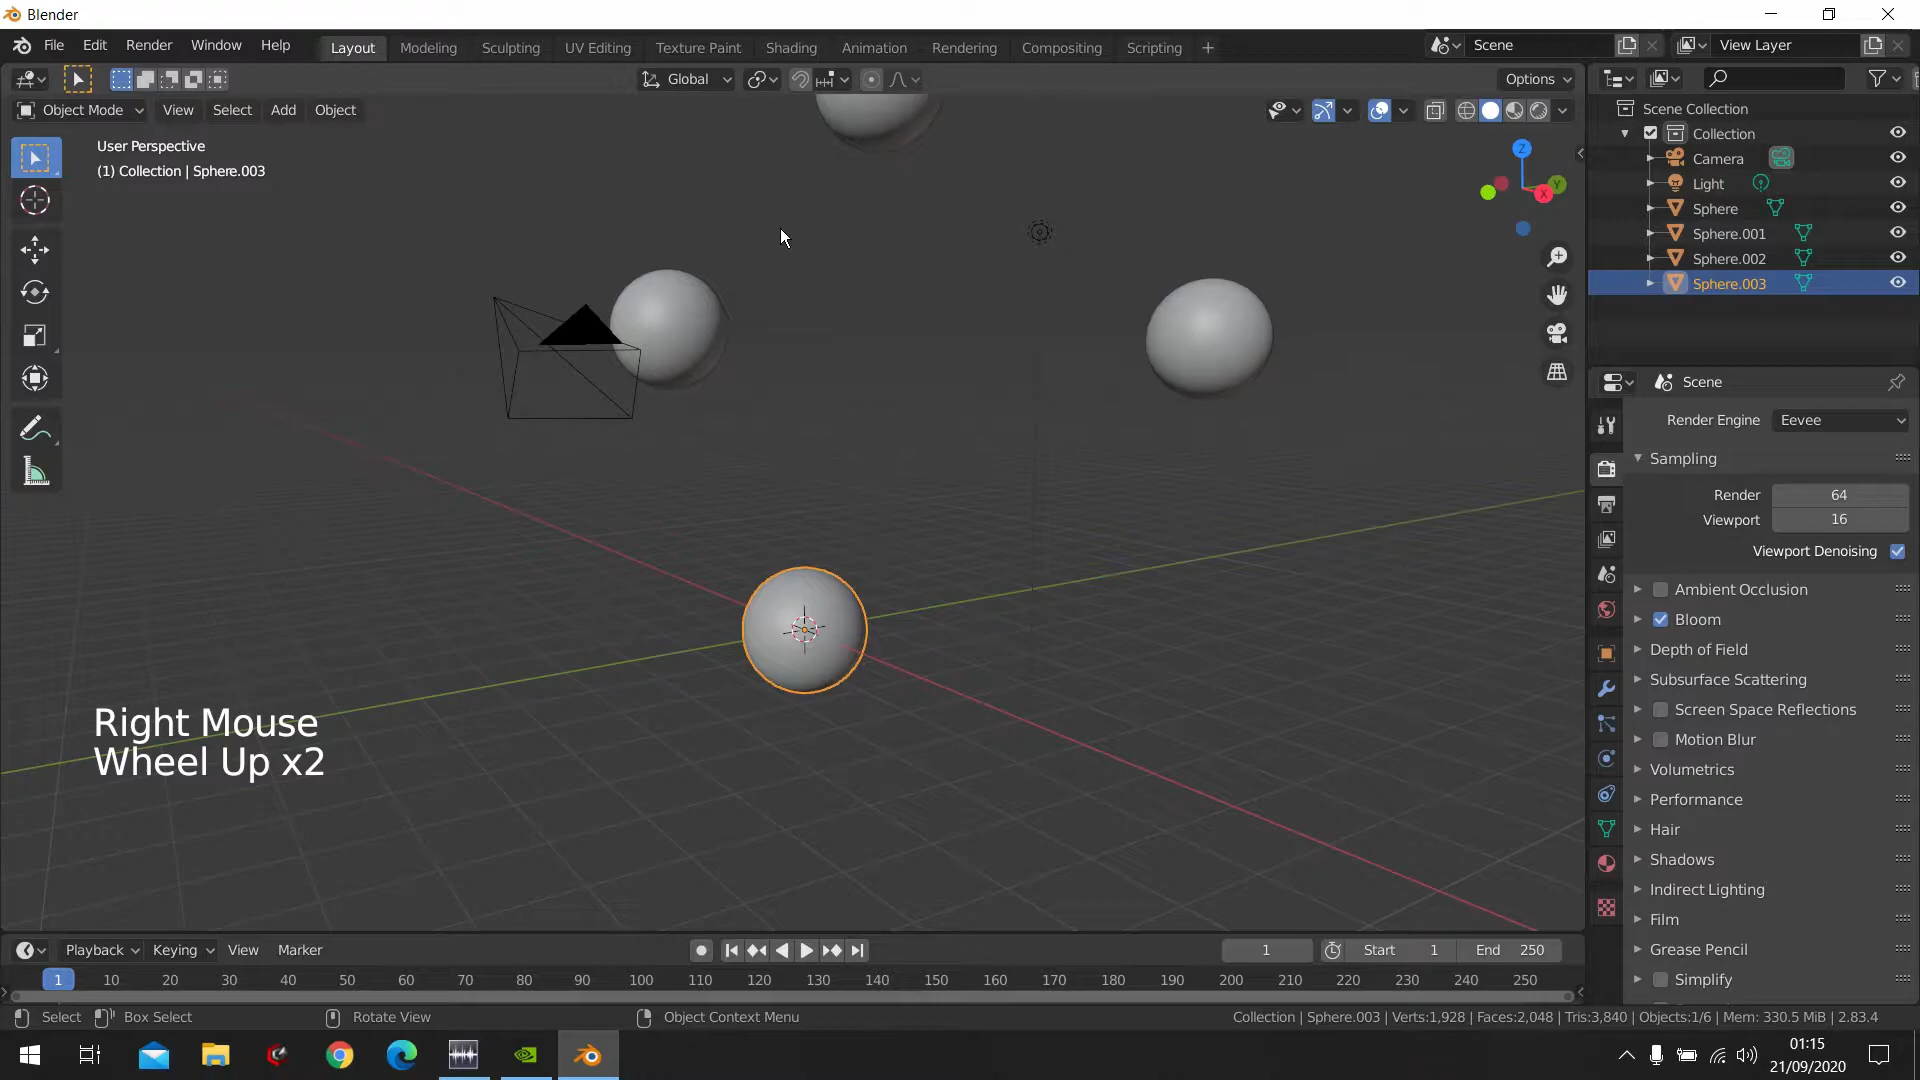 Blender
File Edit Render Window Help Layout Modeling Sculpting UV Editing Texture Paint Shading Animation Rendering Compositing Scripting + Scene View Layer
Global Options
Object Mode View Select Add Object
User Perspective
(1) Collection | Sphere.003
Z
Y
X
Scene Collection
Collection
Camera
Light
Sphere
Sphere.001
Sphere.002
Sphere.003
Scene
Render Engine Eevee
Sampling
Render 64
Viewport 16
Viewport Denoising
Ambient Occlusion
Bloom
Depth of Field
Subsurface Scattering
Screen Space Reflections
Motion Blur
Volumetrics
Performance
Hair
Shadows
Indirect Lighting
Film
Grease Pencil
Simplify
Right Mouse
Wheel Up x2
Playback Keying View Marker 1 Start 1 End 250
1 10 20 30 40 50 60 70 80 90 100 110 120 130 140 150 160 170 180 190 200 210 220 230 240 250
Select Box Select Rotate View Object Context Menu Collection | Sphere.003 | Verts:1,928 | Faces:2,048 | Tris:3,840 | Objects:1/6 | Mem: 330.5 MiB | 2.83.4
01:15
21/09/2020